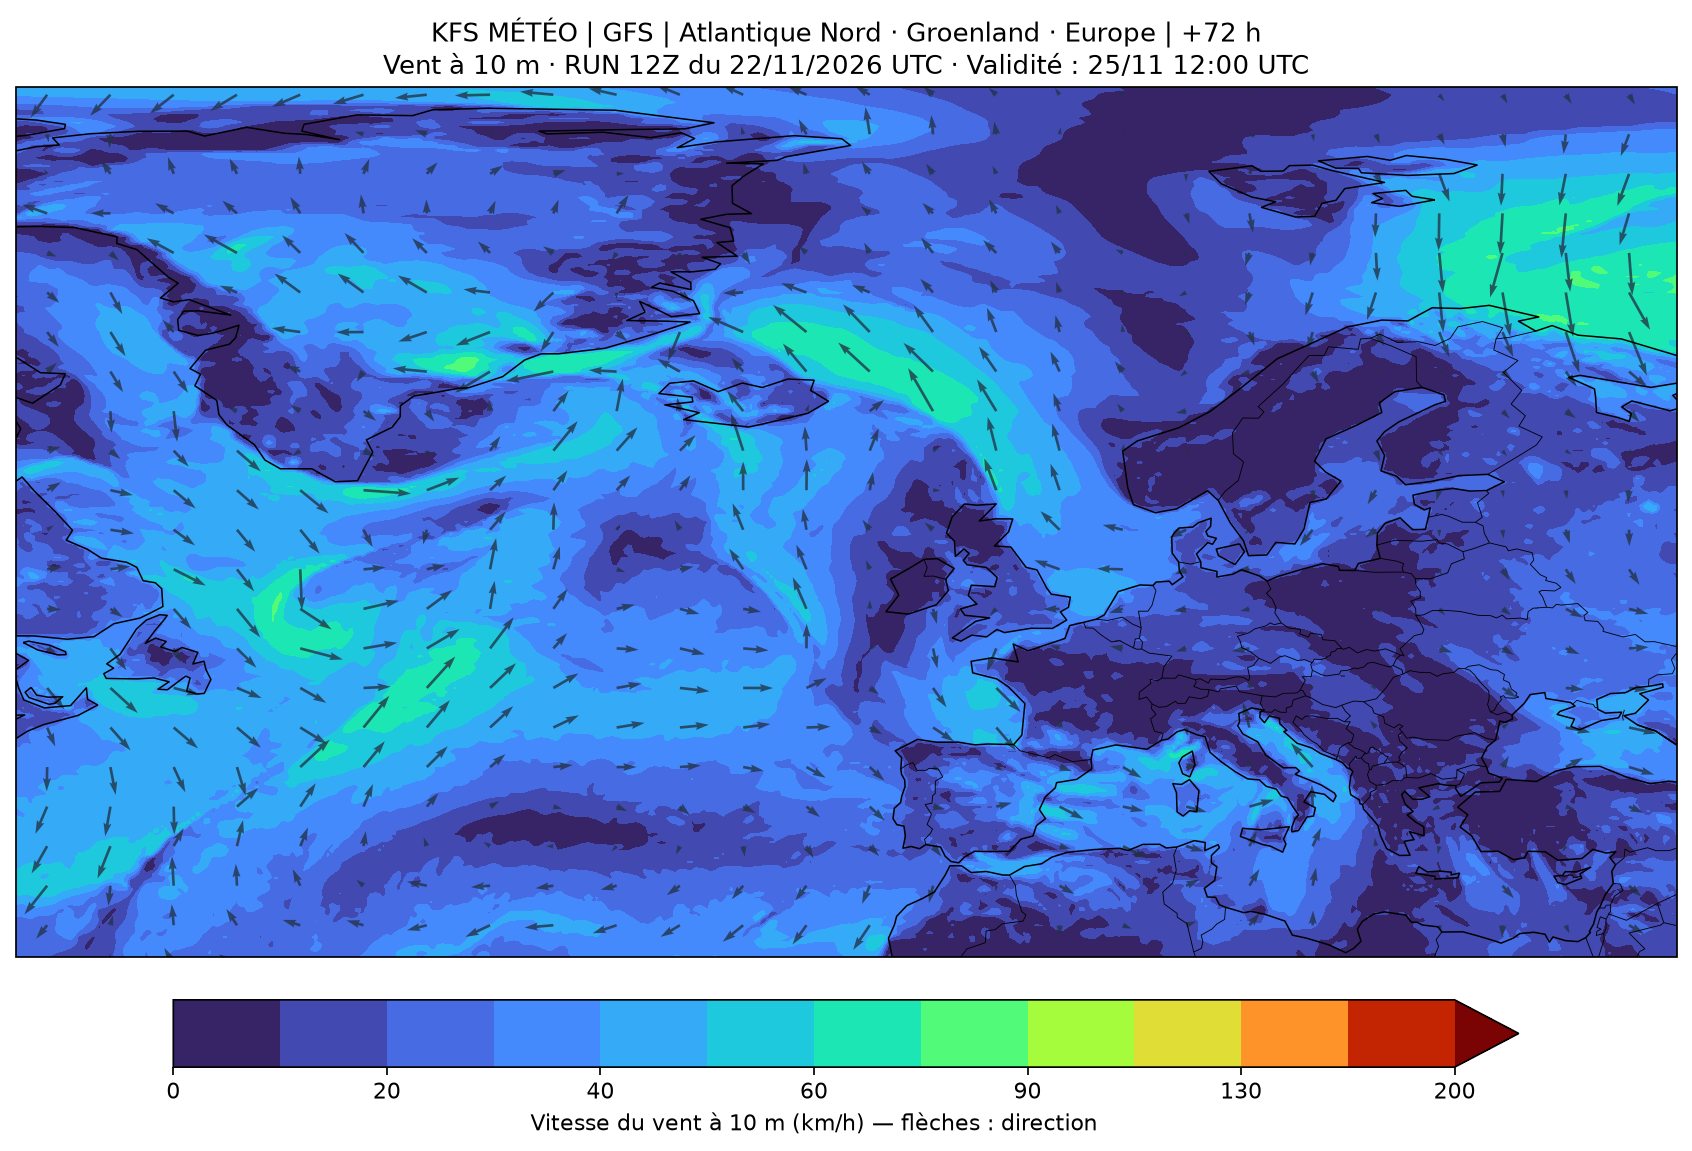 KFS MÉTÉO | GFS | Atlantique Nord · Groenland · Europe | +72 h
Vent à 10 m · RUN 12Z du 22/11/2026 UTC · Validité : 25/11 12:00 UTC
0 20 40 60 90 130 200
Vitesse du vent à 10 m (km/h) — flèches : direction